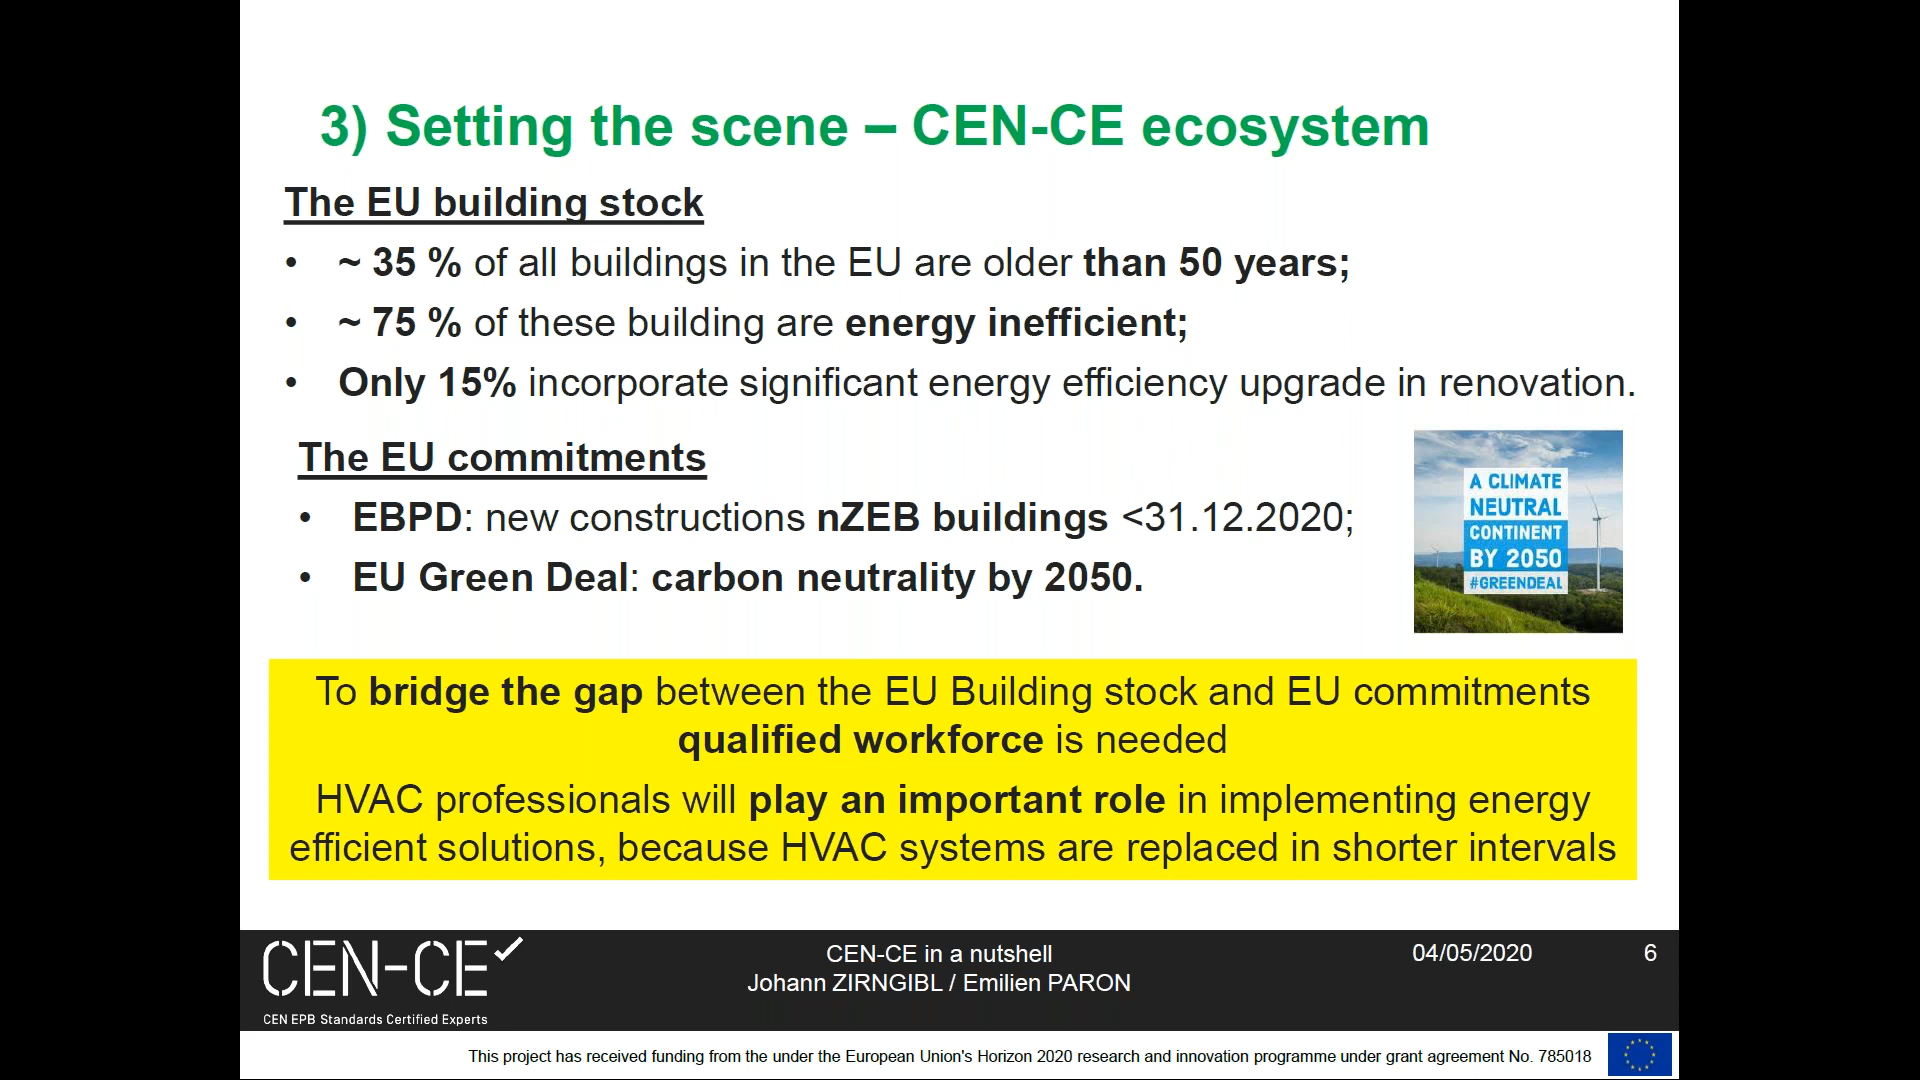 3) Setting the scene – CEN-CE ecosystem
The EU building stock
• ~ 35 % of all buildings in the EU are older than 50 years;
• ~ 75 % of these building are energy inefficient;
• Only 15% incorporate significant energy efficiency upgrade in renovation.
The EU commitments
• EBPD: new constructions nZEB buildings <31.12.2020;
• EU Green Deal: carbon neutrality by 2050.
A CLIMATE
NEUTRAL
CONTINENT
BY 2050
#GREENDEAL
To bridge the gap between the EU Building stock and EU commitments
qualified workforce is needed
HVAC professionals will play an important role in implementing energy
efficient solutions, because HVAC systems are replaced in shorter intervals
CEN-CE
CEN EPB Standards Certified Experts
CEN-CE in a nutshell
Johann ZIRNGIBL / Emilien PARON
04/05/2020
6
This project has received funding from the under the European Union's Horizon 2020 research and innovation programme under grant agreement No. 785018